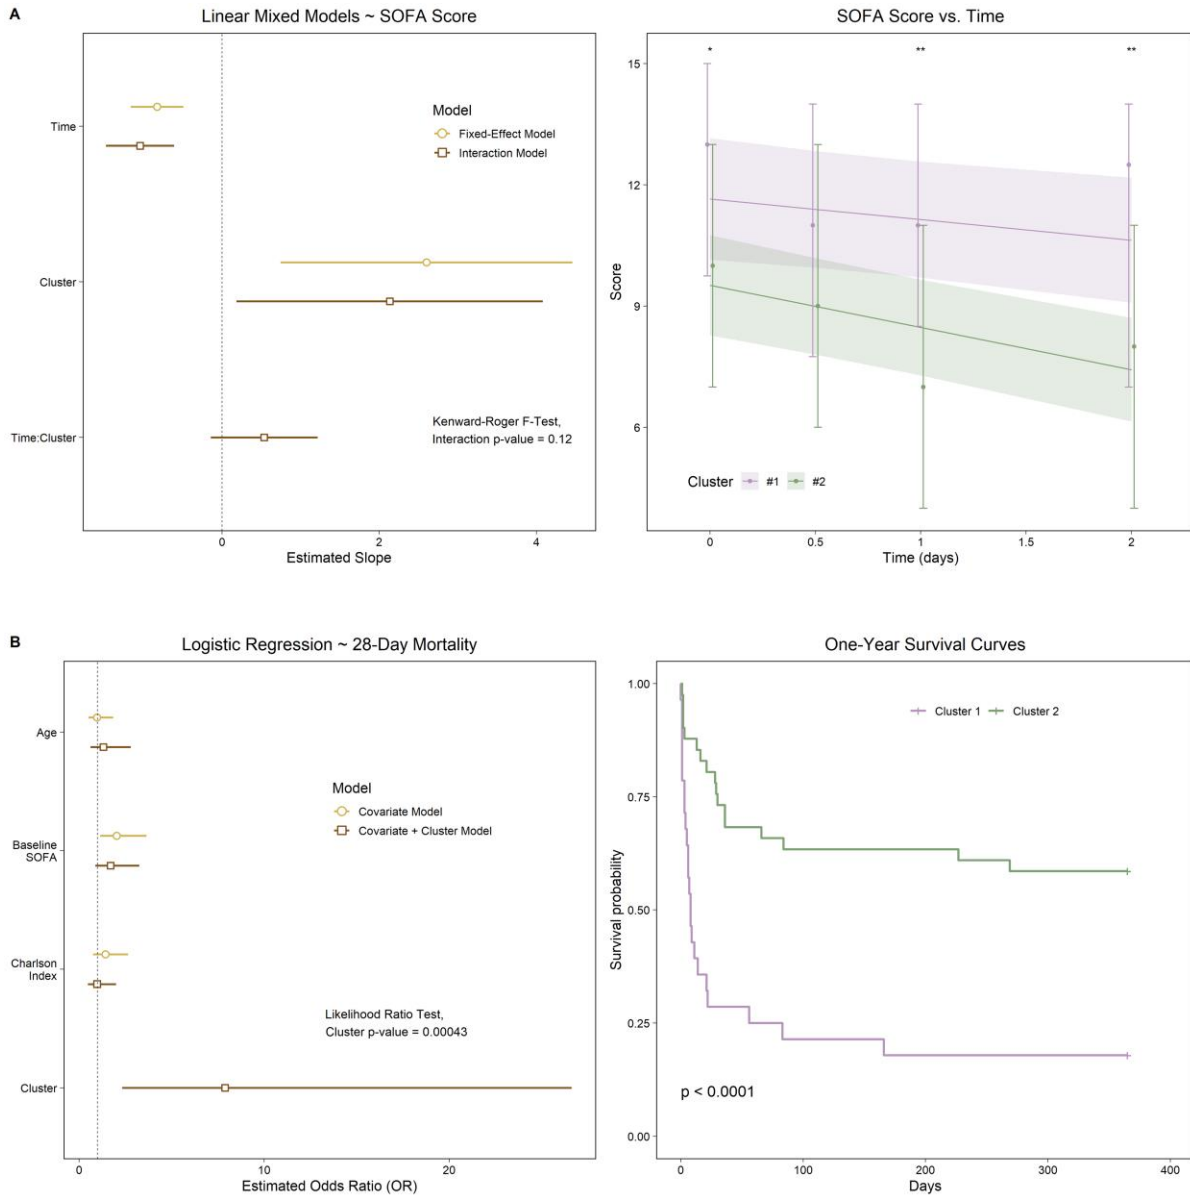 A
Linear Mixed Models ~ SOFA Score
Time
Cluster
Time:Cluster
Model
Fixed-Effect Model
Interaction Model
Kenward-Roger F-Test,
Interaction p-value = 0.12
0
2
4
Estimated Slope
SOFA Score vs. Time
*
**
**
15
12
9
6
Score
Cluster
#1
#2
0
0.5
1
1.5
2
Time (days)
B
Logistic Regression ~ 28-Day Mortality
Age
Baseline
SOFA
Charlson
Index
Cluster
Model
Covariate Model
Covariate + Cluster Model
Likelihood Ratio Test,
Cluster p-value = 0.00043
0
10
20
Estimated Odds Ratio (OR)
One-Year Survival Curves
1.00
0.75
0.50
0.25
0.00
Survival probability
Cluster 1
Cluster 2
p < 0.0001
0
100
200
300
400
Days